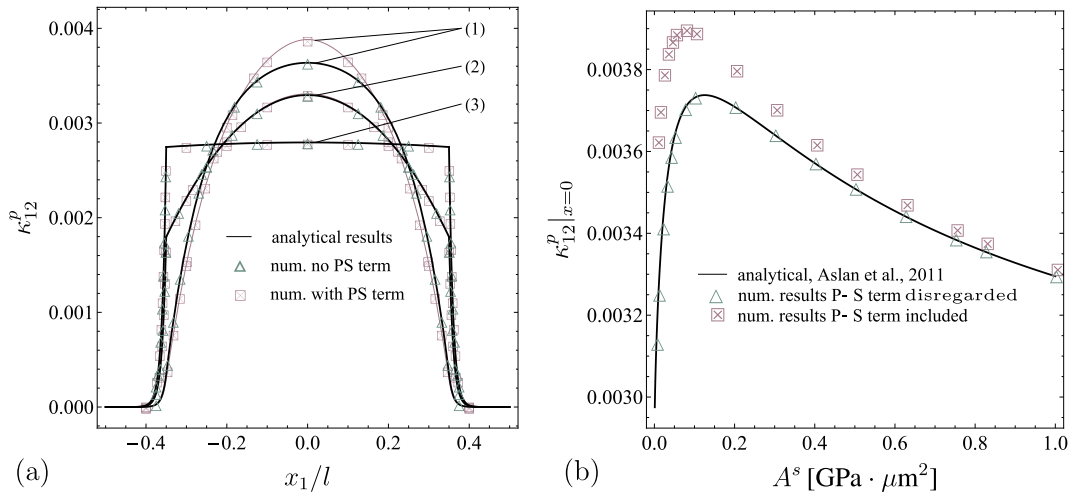 0.004
0.003
0.002
0.001
0.000
κ^p_12
(1)
(2)
(3)
analytical results
num. no PS term
num. with PS term
−0.4
−0.2
0.0
0.2
0.4
x_1/l
(a)
0.0038
0.0036
0.0034
0.0032
0.0030
κ^p_12|_x=0
analytical, Aslan et al., 2011
num. results P- S term disregarded
num. results P- S term included
0.0
0.2
0.4
0.6
0.8
1.0
A^s [GPa · μm^2]
(b)